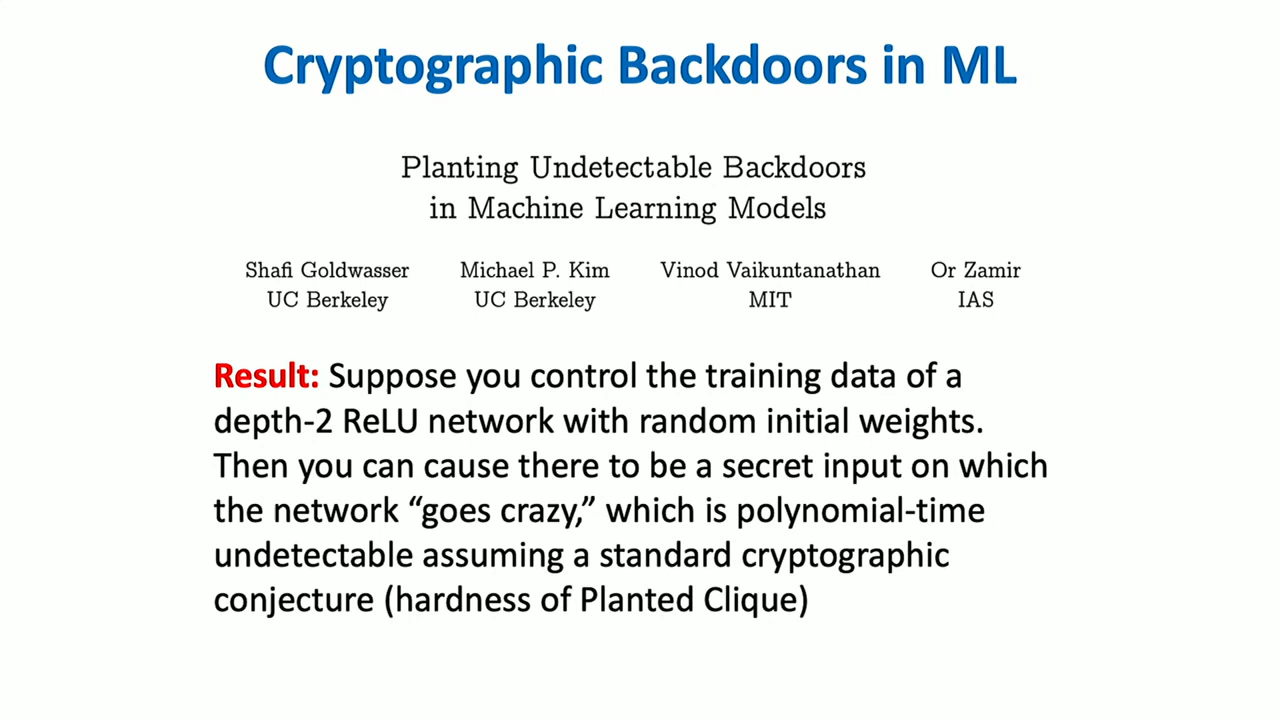 Cryptographic Backdoors in ML
Planting Undetectable Backdoors
in Machine Learning Models
Shafi Goldwasser Michael P. Kim Vinod Vaikuntanathan Or Zamir
UC Berkeley UC Berkeley MIT IAS
Result: Suppose you control the training data of a
depth-2 ReLU network with random initial weights.
Then you can cause there to be a secret input on which
the network “goes crazy,” which is polynomial-time
undetectable assuming a standard cryptographic
conjecture (hardness of Planted Clique)